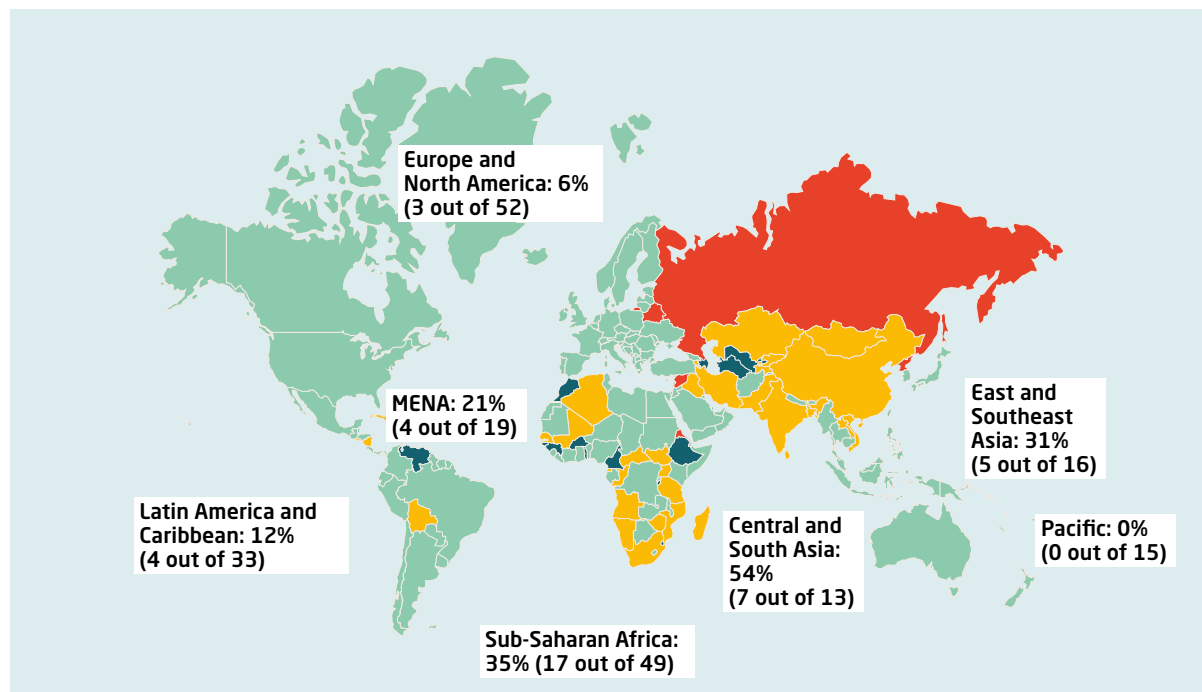 Europe and
North America: 6%
(3 out of 52)
MENA: 21%
(4 out of 19)
East and
Southeast
Asia: 31%
(5 out of 16)
Latin America and
Caribbean: 12%
(4 out of 33)
Central and
South Asia:
54%
(7 out of 13)
Pacific: 0%
(0 out of 15)
Sub-Saharan Africa:
35% (17 out of 49)